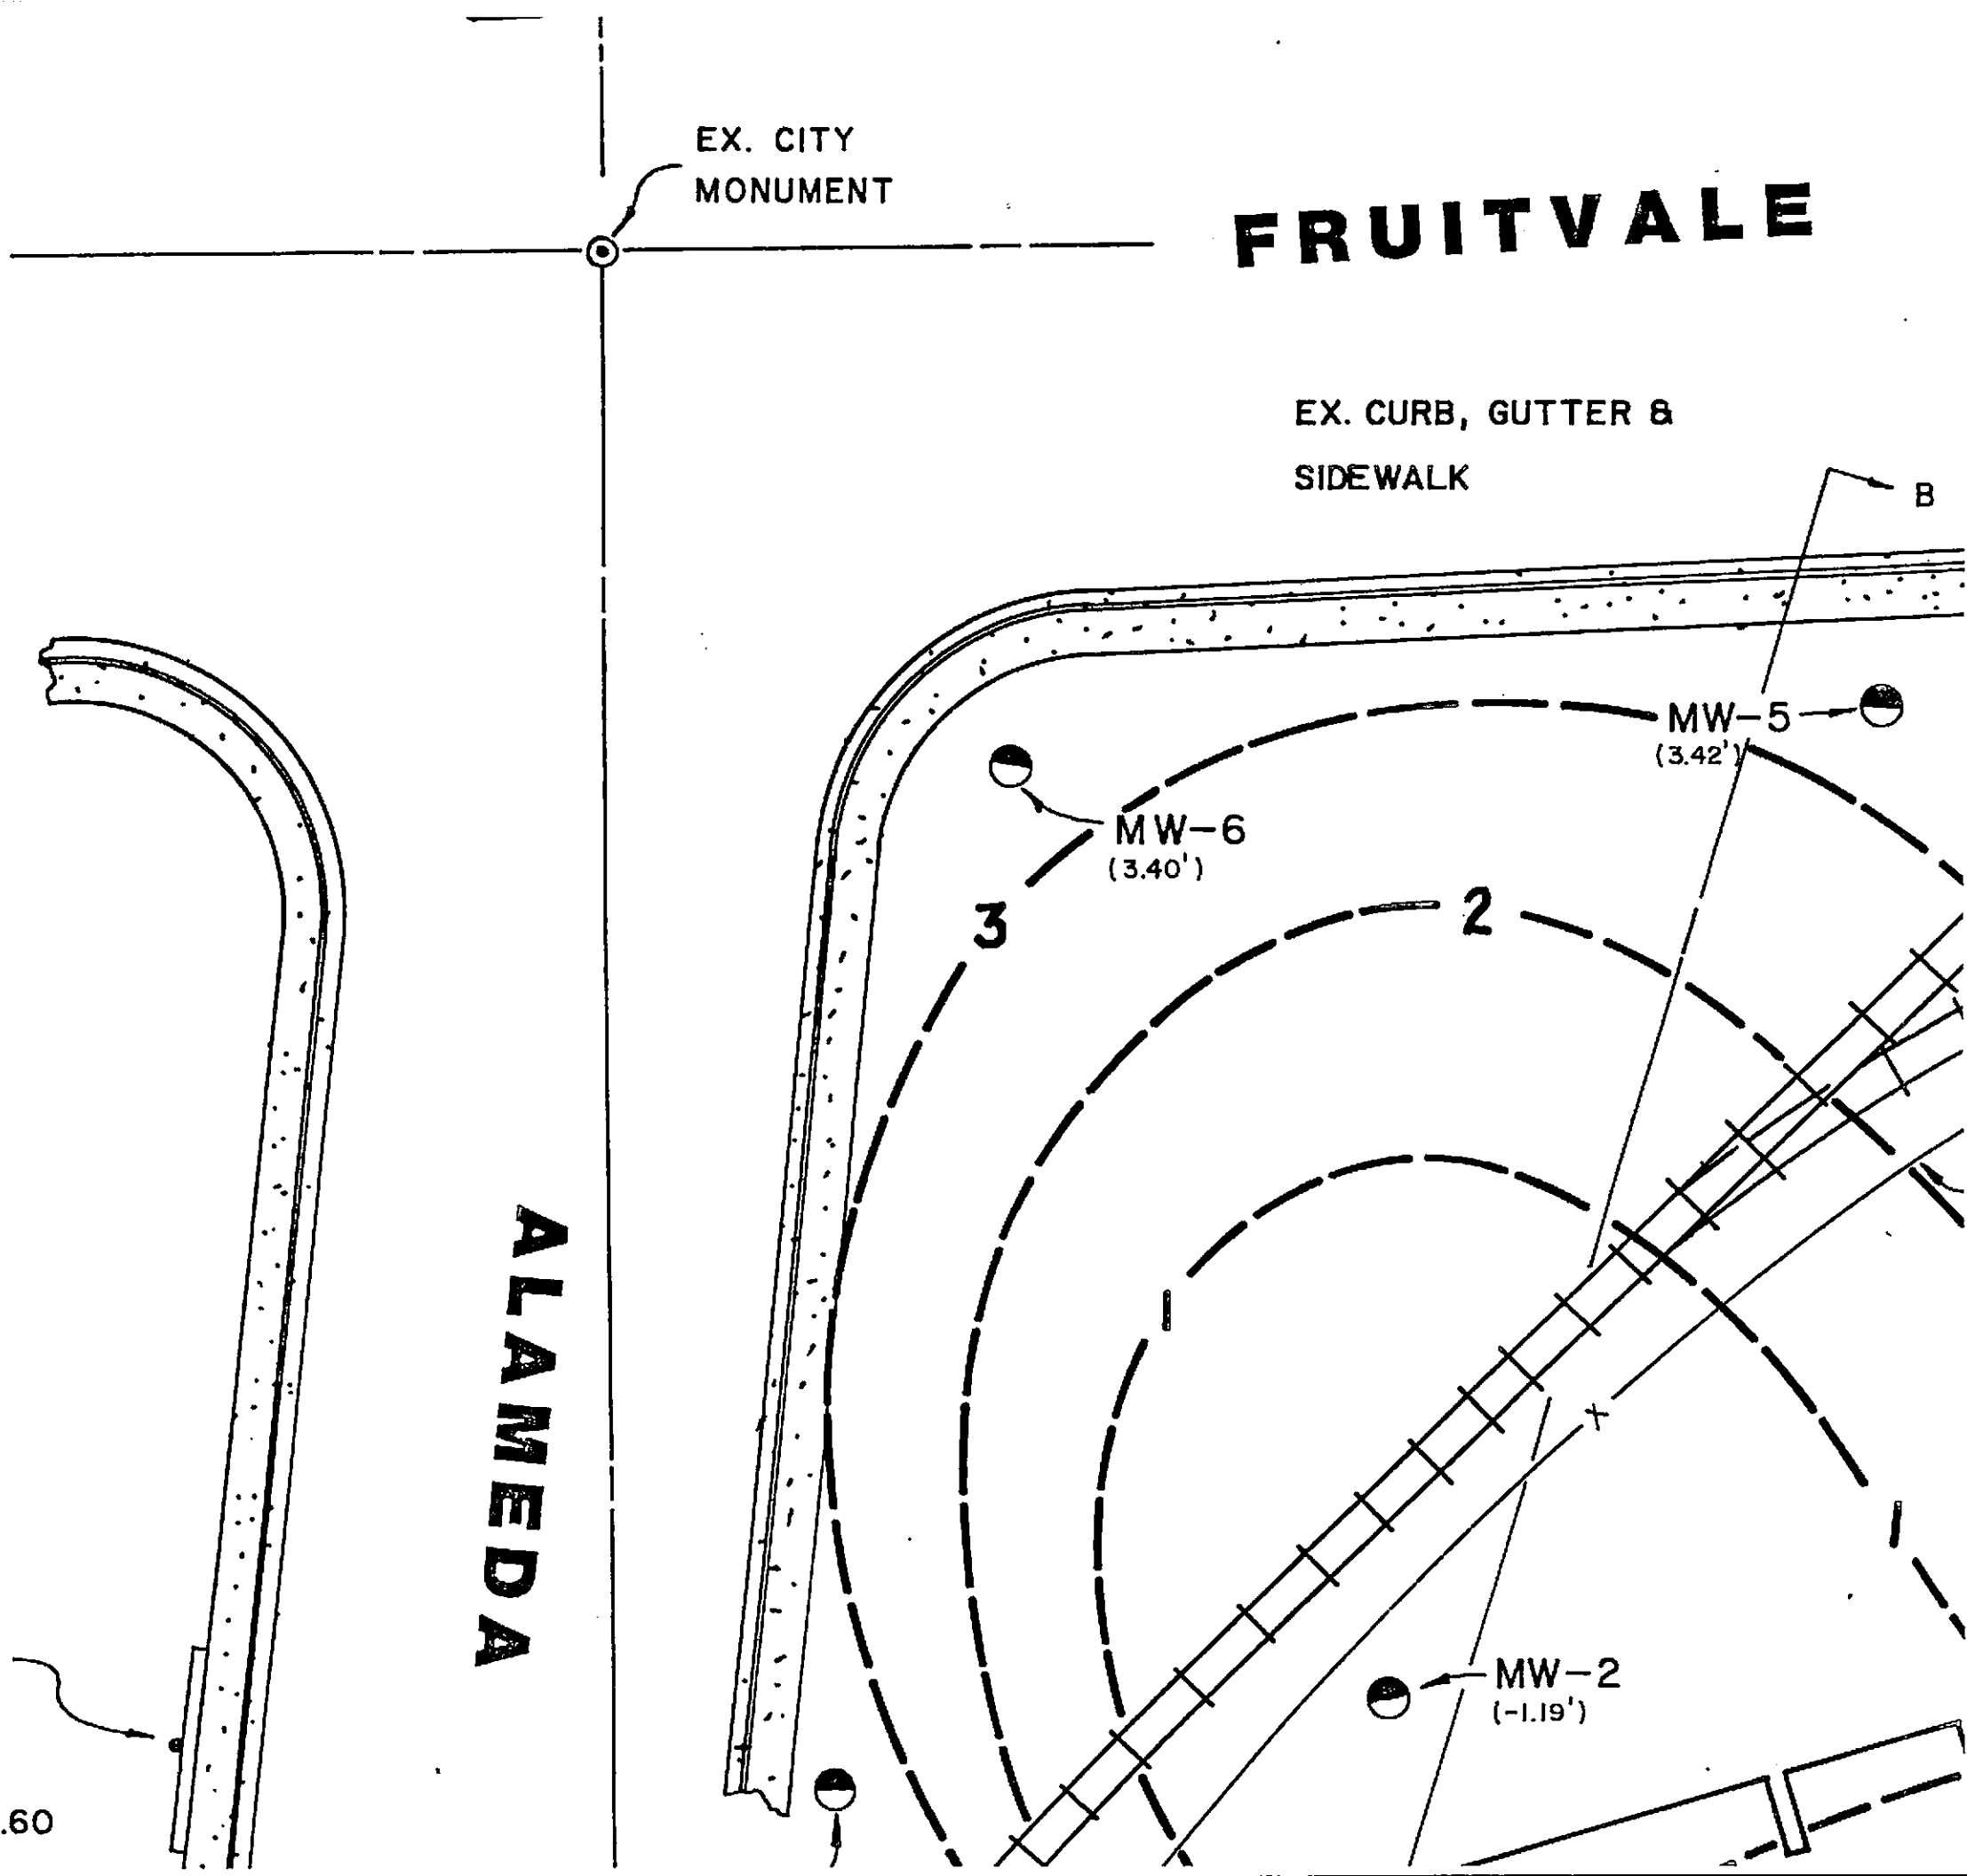 EX. CITY
MONUMENT
FRUITVALE
EX. CURB, GUTTER &
SIDEWALK
B
MW-5
(3.42')
MW-6
(3.40')
3
2
1
ALAMEDA
1
MW-2
(-1.19')
.60